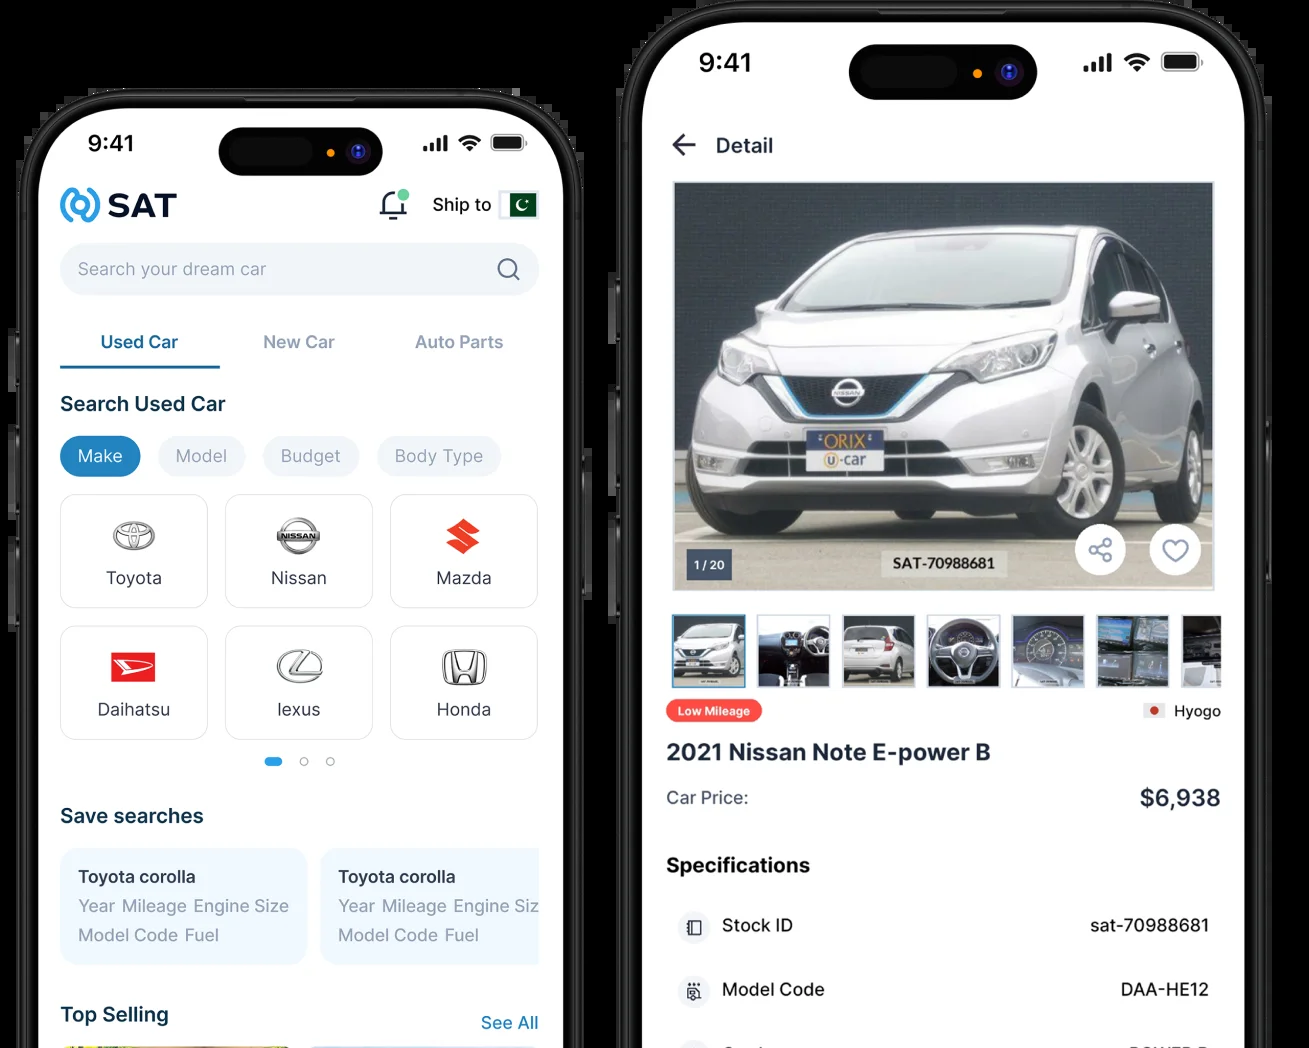 9:41
SAT
Ship to
Search your dream car
Used Car
New Car
Auto Parts
Search Used Car
Make
Model
Budget
Body Type
NISSAN
Toyota
Nissan
Mazda
Daihatsu
lexus
Honda
Save searches
Toyota corolla
Year Mileage Engine Size
Model Code Fuel
Toyota corolla
Year Mileage Engine Siz
Model Code Fuel
Top Selling
See All
9:41
Detail
NISSAN
ORIX
U-car
1 / 20
SAT-70988681
Low Mileage
Hyogo
2021 Nissan Note E-power B
Car Price:
$6,938
Specifications
Stock ID
sat-70988681
Model Code
DAA-HE12